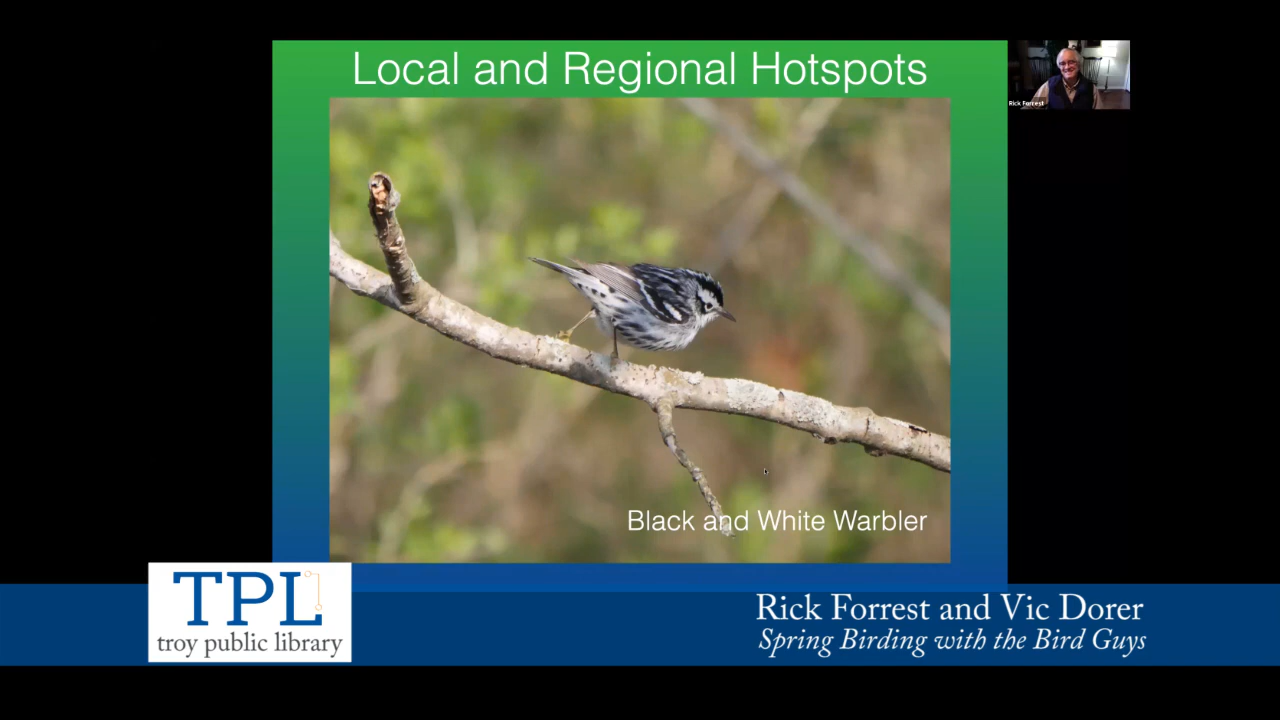 Local and Regional Hotspots
Rick Forrest
Black and White Warbler
TPL
troy public library
Rick Forrest and Vic Dorer
Spring Birding with the Bird Guys